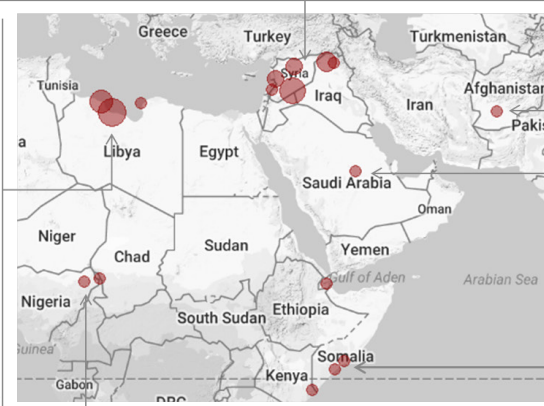 Greece
Turkey
Turkmenistan
Tunisia
Syria
Afghanistan
Iraq
Iran
Pakis
a
Libya
Egypt
Saudi Arabia
Oman
Niger
Chad
Sudan
Yemen
Gulf of Aden
Arabian Sea
Nigeria
South Sudan
Ethiopia
Guinea
Gabon
Kenya
Somalia
DRC